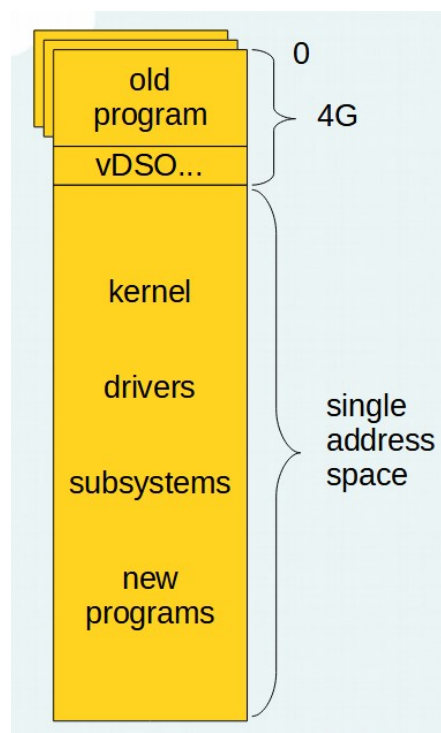 0
old
program
4G
vDSO...
kernel
drivers
single
address
space
subsystems
new
programs